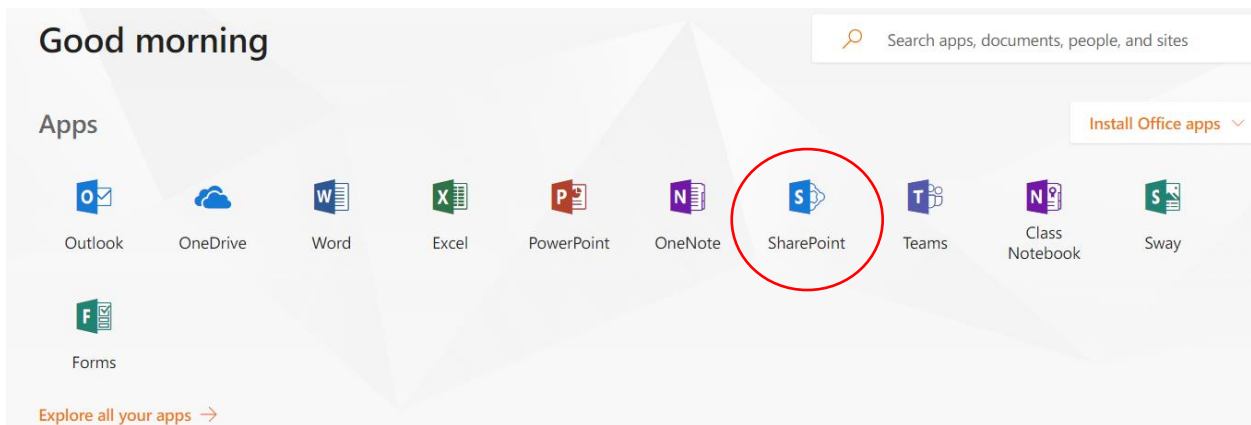 Good morning
Search apps, documents, people, and sites
Apps
Install Office apps
Outlook
OneDrive
Word
Excel
PowerPoint
OneNote
SharePoint
Teams
Class
Notebook
Sway
Forms
Explore all your apps →